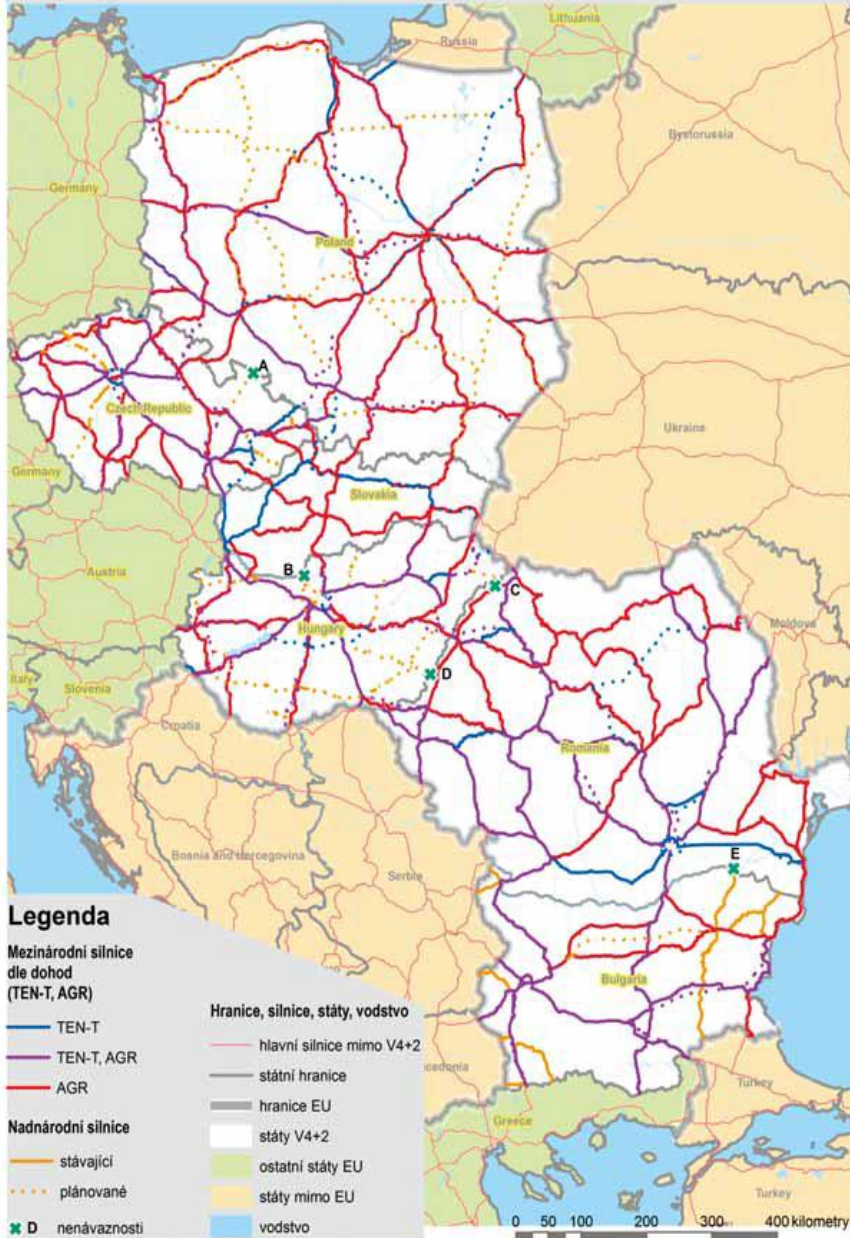 Lithuania
Russia
Byelorussia
Germany
Poland
A
Czech Republic
Ukraine
Germany
Slovakia
Austria
B
C
Moldova
Hungary
Italy
Slovenia
D
Croatia
Romania
Bosnia and Hercegovina
Serbia
E
Bulgaria
cedonia
Turkey
Greece
Turkey
Legenda
Mezinárodní silnice
dle dohod
(TEN-T, AGR)
TEN-T
TEN-T, AGR
AGR
Nadnárodní silnice
stávající
plánované
D nenávaznosti
Hranice, silnice, státy, vodstvo
hlavní silnice mimo V4+2
státní hranice
hranice EU
státy V4+2
ostatní státy EU
státy mimo EU
vodstvo
0 50 100 200 300 400 kilometry